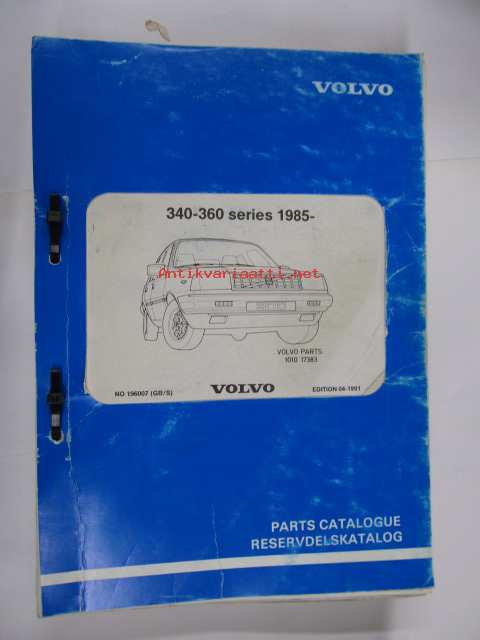 VOLVO
340-360 series 1985-
Antikvariaatti.net
VOLVO PARTS
1010 17383
NO 196007 (GB/S)
VOLVO
EDITION 04-1991
PARTS CATALOGUE
RESERVDELSKATALOG